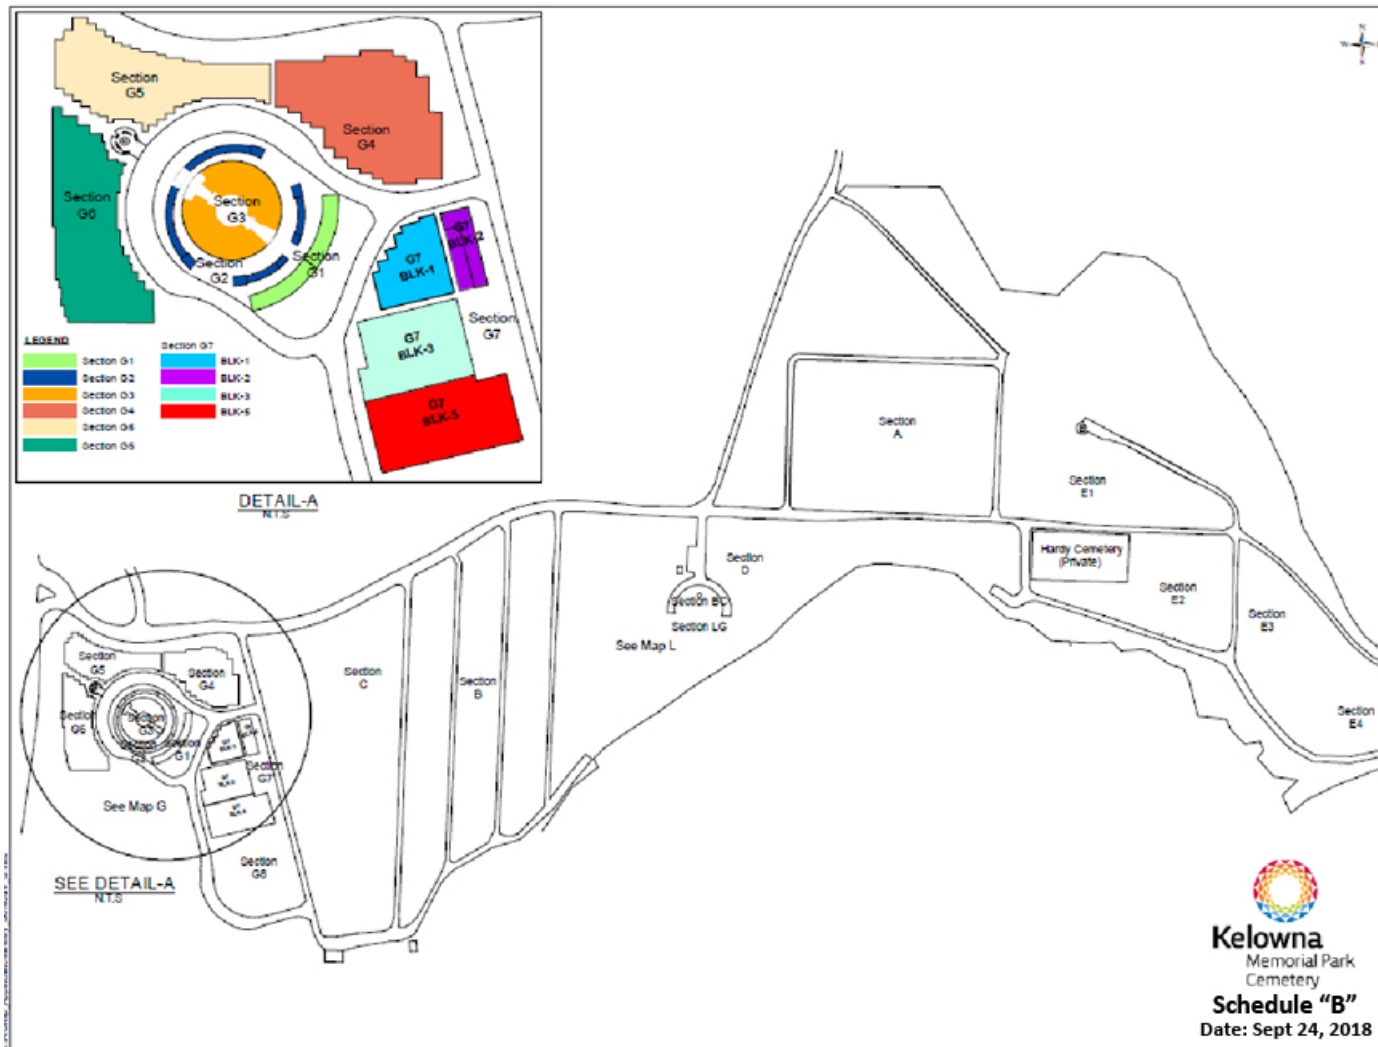 Section
G5
Section
G4
Section
G6
Section
G3
Section
G2
Section
G1
G7
BLK-1
G7
BLK-2
G7
BLK-3
Section
G7
G7
BLK-5
LEGEND
Section G1
Section G2
Section G3
Section G4
Section G5
Section G6
Section G7
BLK-1
BLK-2
BLK-3
BLK-5
DETAIL-A
N.T.S
N
W
S
Section
A
Section
E1
Hardy Cemetery
(Private)
Section
E2
Section
E3
Section
E4
Section
D
Section BC
Section LG
See Map L
Section
C
Section
B
Section
G5
Section
G4
Section
G6
Section
G3
Section
Section
G1
G7
BLK-1
Section
G7
See Map G
Section
G8
SEE DETAIL-A
N.T.S
Kelowna
Memorial Park
Cemetery
Schedule “B”
Date: Sept 24, 2018